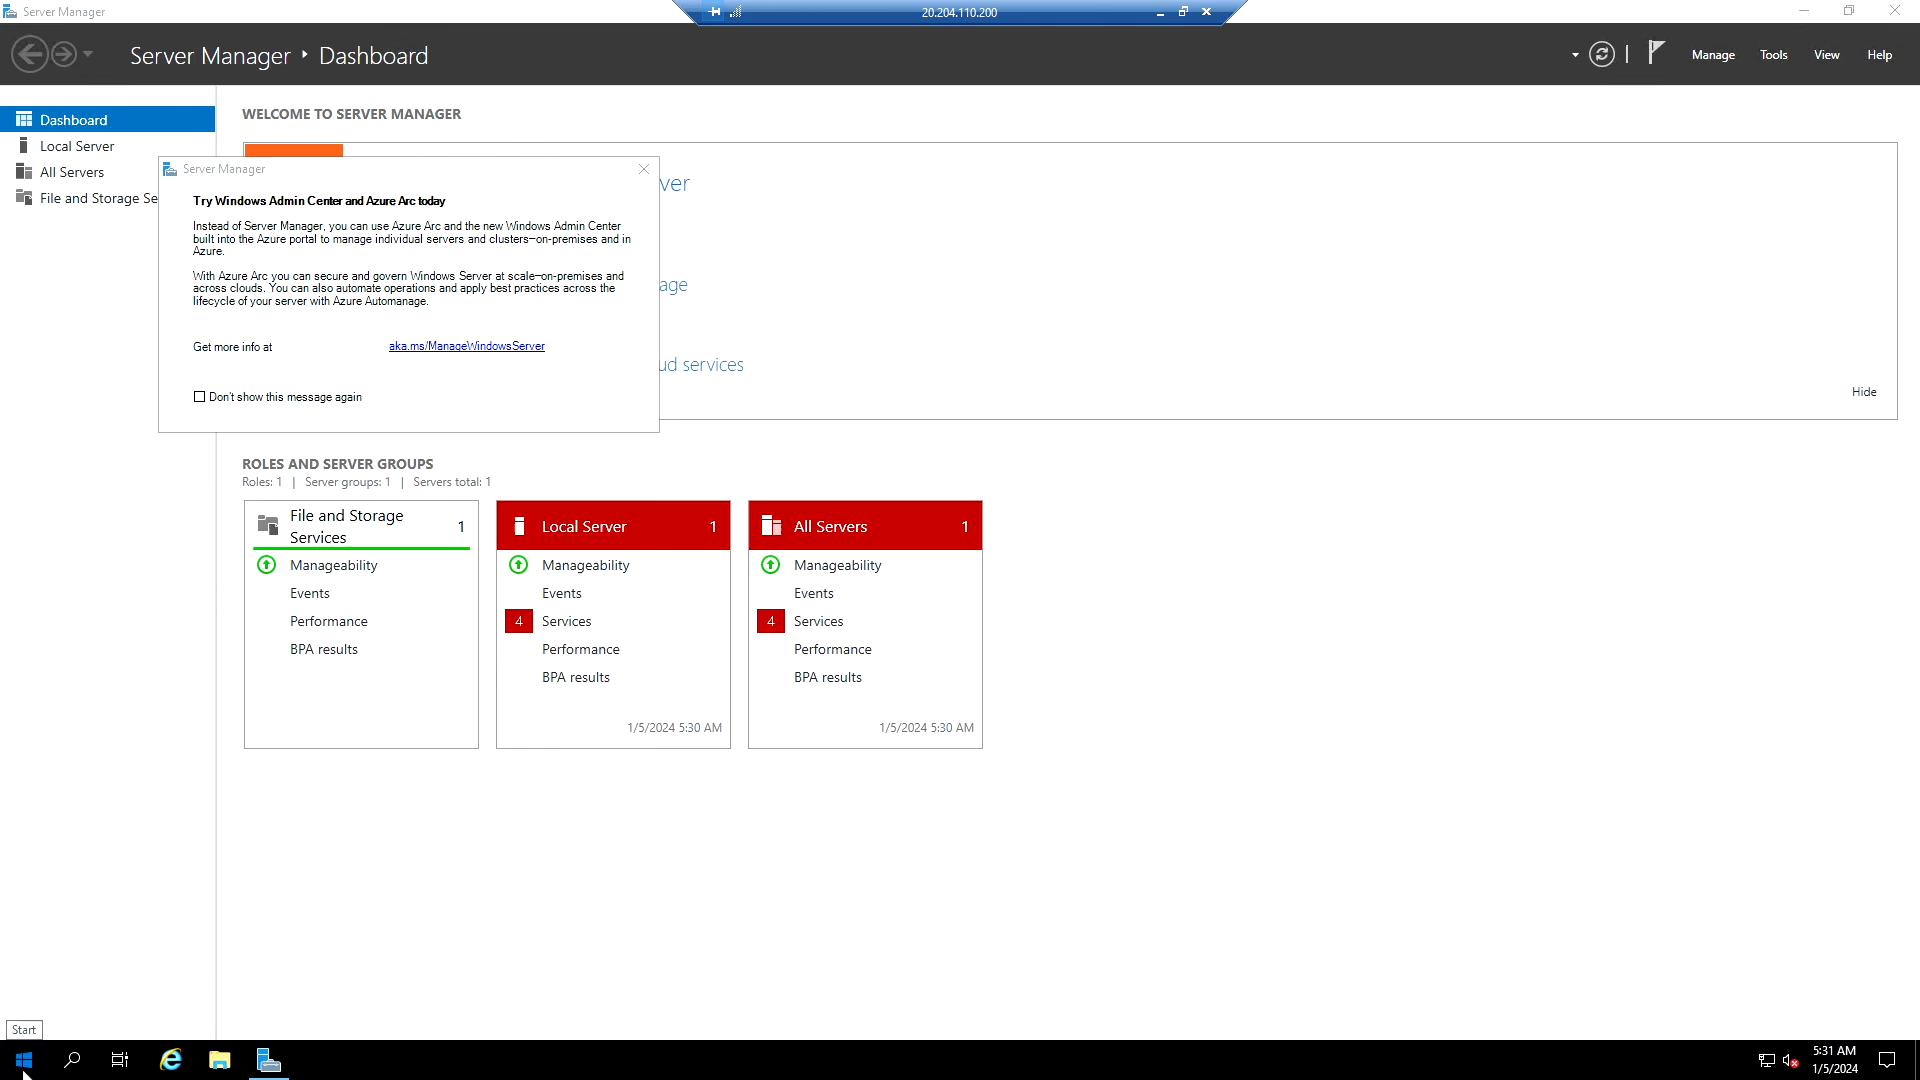 Server Manager
20.204.110.200
Server Manager Dashboard
Manage Tools View Help
Dashboard
Local Server
All Servers
File and Storage Se
WELCOME TO SERVER MANAGER
Server Manager
Try Windows Admin Center and Azure Arc today
Instead of Server Manager, you can use Azure Arc and the new Windows Admin Center
built into the Azure portal to manage individual servers and clusters–on-premises and in
Azure.
With Azure Arc you can secure and govern Windows Server at scale–on-premises and
across clouds. You can also automate operations and apply best practices across the
lifecycle of your server with Azure Automanage.
Get more info at aka.ms/ManageWindowsServer
Don't show this message again
ver
age
ud services
Hide
ROLES AND SERVER GROUPS
Roles: 1 | Server groups: 1 | Servers total: 1
File and Storage
Services
1
Manageability
Events
Performance
BPA results
Local Server 1
Manageability
Events
4 Services
Performance
BPA results
1/5/2024 5:30 AM
All Servers 1
Manageability
Events
4 Services
Performance
BPA results
1/5/2024 5:30 AM
Start
5:31 AM
1/5/2024